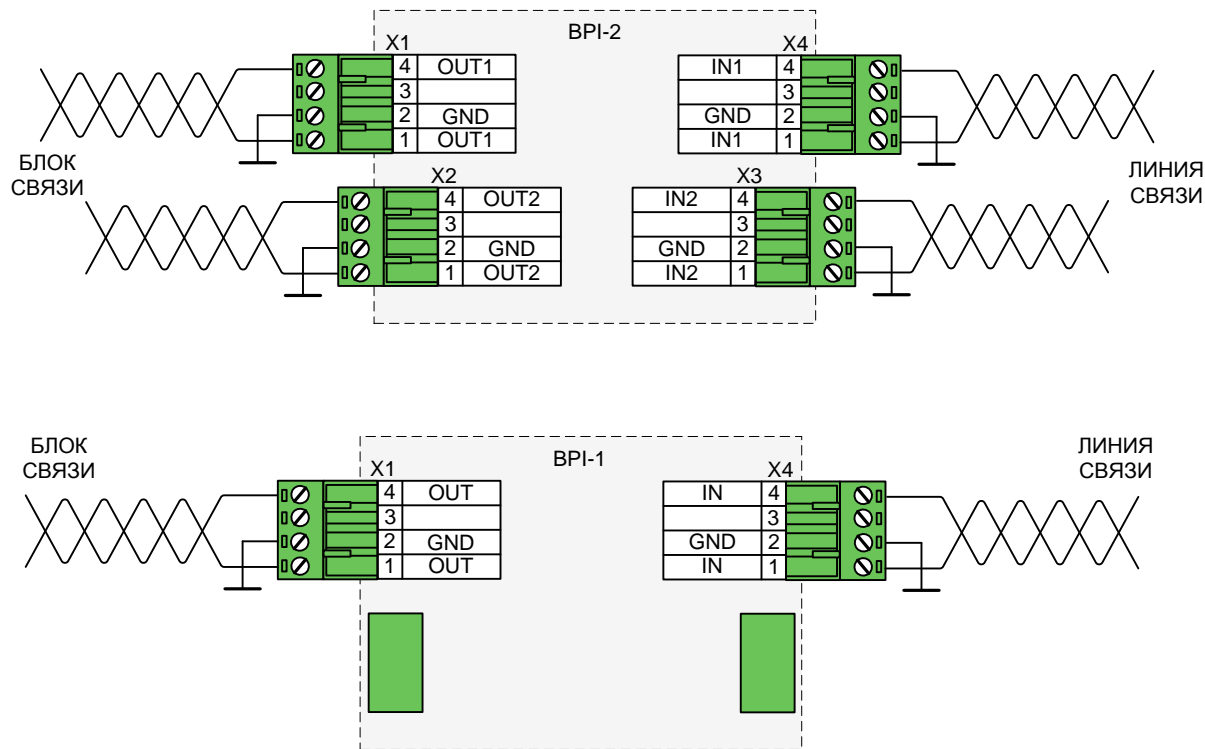 BPI-2
X1
4 OUT1
3
2 GND
1 OUT1
X4
IN1 4
3
GND 2
IN1 1
БЛОК
СВЯЗИ
ЛИНИЯ
СВЯЗИ
X2
4 OUT2
3
2 GND
1 OUT2
X3
IN2 4
3
GND 2
IN2 1
BPI-1
БЛОК
СВЯЗИ
ЛИНИЯ
СВЯЗИ
X1
4 OUT
3
2 GND
1 OUT
X4
IN 4
3
GND 2
IN 1